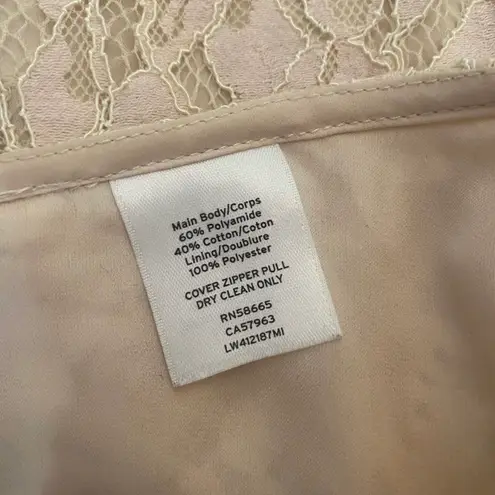 Main Body/Corps
60% Polyamide
40% Cotton/Coton
Lining/Doublure
100% Polyester
COVER ZIPPER PULL
DRY CLEAN ONLY
RN58665
CA57963
LW412187MI